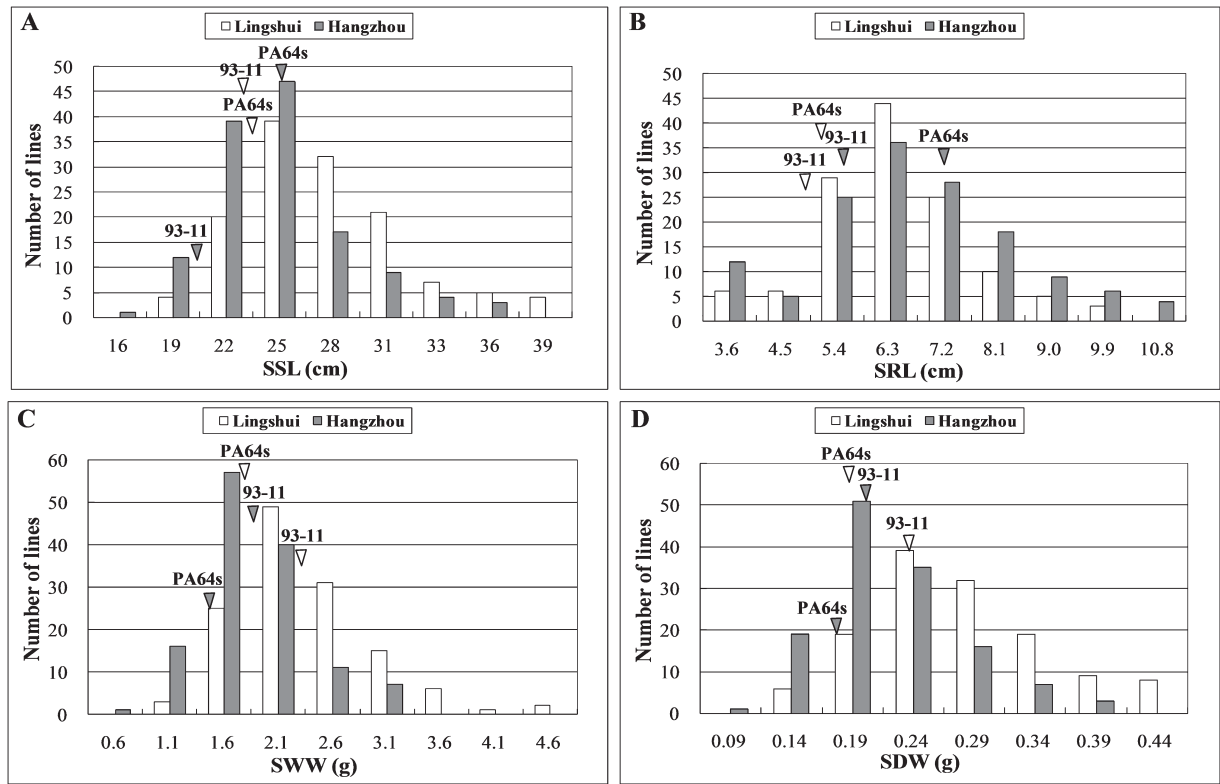 A
Lingshui Hangzhou
PA64s
93-11
PA64s
93-11
Number of lines
50
45
40
35
30
25
20
15
10
5
0
16 19 22 25 28 31 33 36 39
SSL (cm)
B
Lingshui Hangzhou
PA64s
93-11
PA64s
93-11
Number of lines
50
45
40
35
30
25
20
15
10
5
0
3.6 4.5 5.4 6.3 7.2 8.1 9.0 9.9 10.8
SRL (cm)
C
Lingshui Hangzhou
PA64s
93-11
93-11
PA64s
Number of lines
60
50
40
30
20
10
0
0.6 1.1 1.6 2.1 2.6 3.1 3.6 4.1 4.6
SWW (g)
D
Lingshui Hangzhou
PA64s
93-11
93-11
PA64s
Number of lines
60
50
40
30
20
10
0
0.09 0.14 0.19 0.24 0.29 0.34 0.39 0.44
SDW (g)